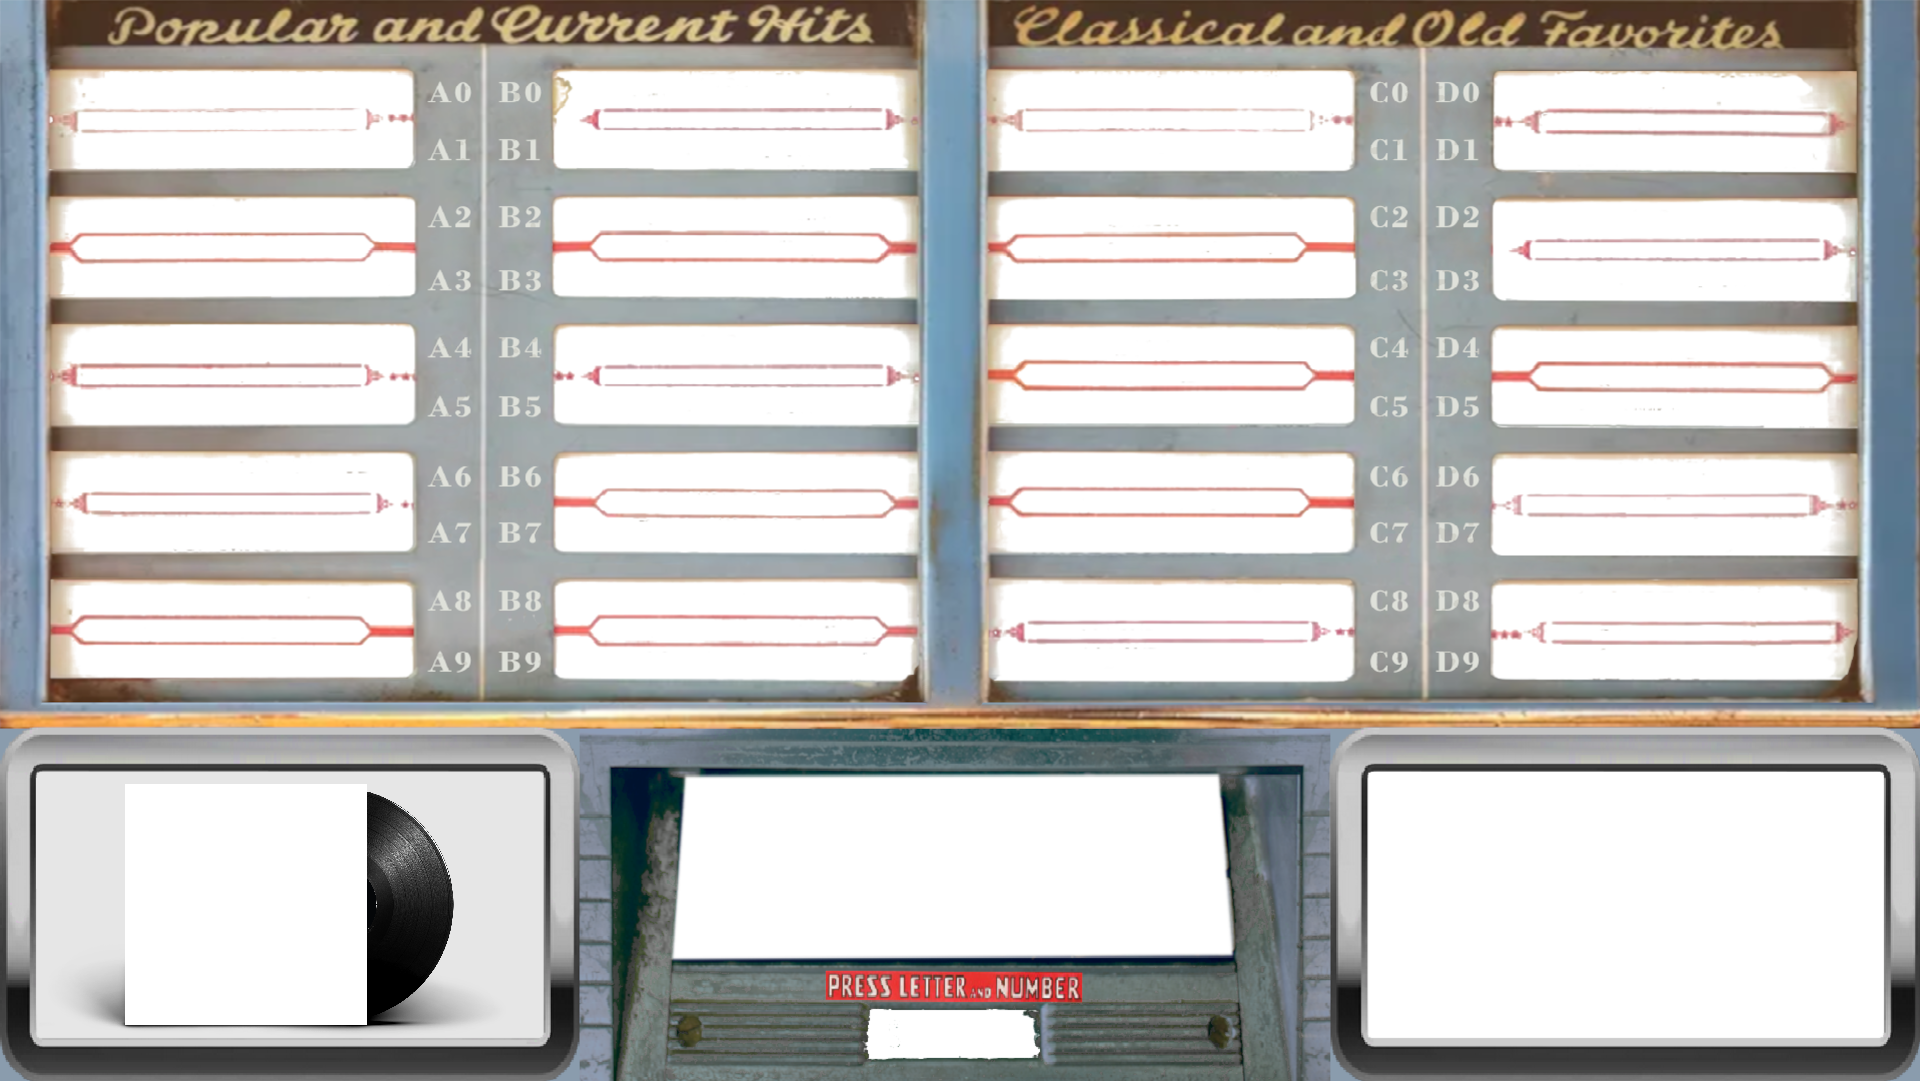 Popular and Current Hits
Classical and Old Favorites
A0 B0
A1 B1
A2 B2
A3 B3
A4 B4
A5 B5
A6 B6
A7 B7
A8 B8
A9 B9
C0 D0
C1 D1
C2 D2
C3 D3
C4 D4
C5 D5
C6 D6
C7 D7
C8 D8
C9 D9
PRESS LETTER AND NUMBER